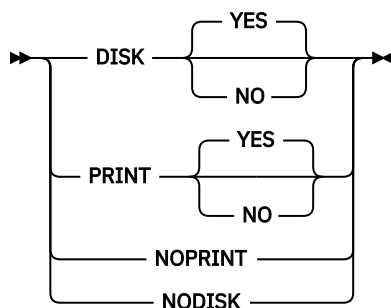 YES
DISK
NO
YES
PRINT
NO
NOPRINT
NODISK